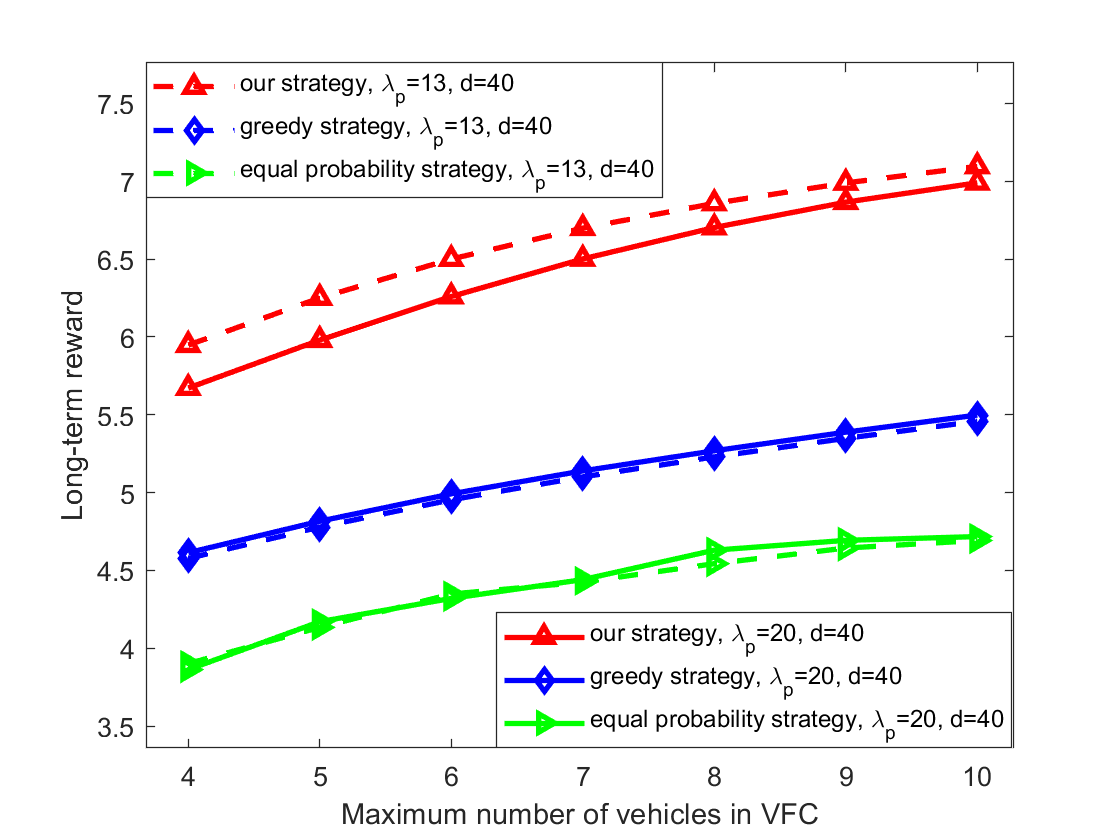 our strategy, λp=13, d=40
greedy strategy, λp=13, d=40
equal probability strategy, λp=13, d=40
7.5
7
6.5
6
5.5
5
4.5
4
3.5
Long-term reward
our strategy, λp=20, d=40
greedy strategy, λp=20, d=40
equal probability strategy, λp=20, d=40
4 5 6 7 8 9 10
Maximum number of vehicles in VFC